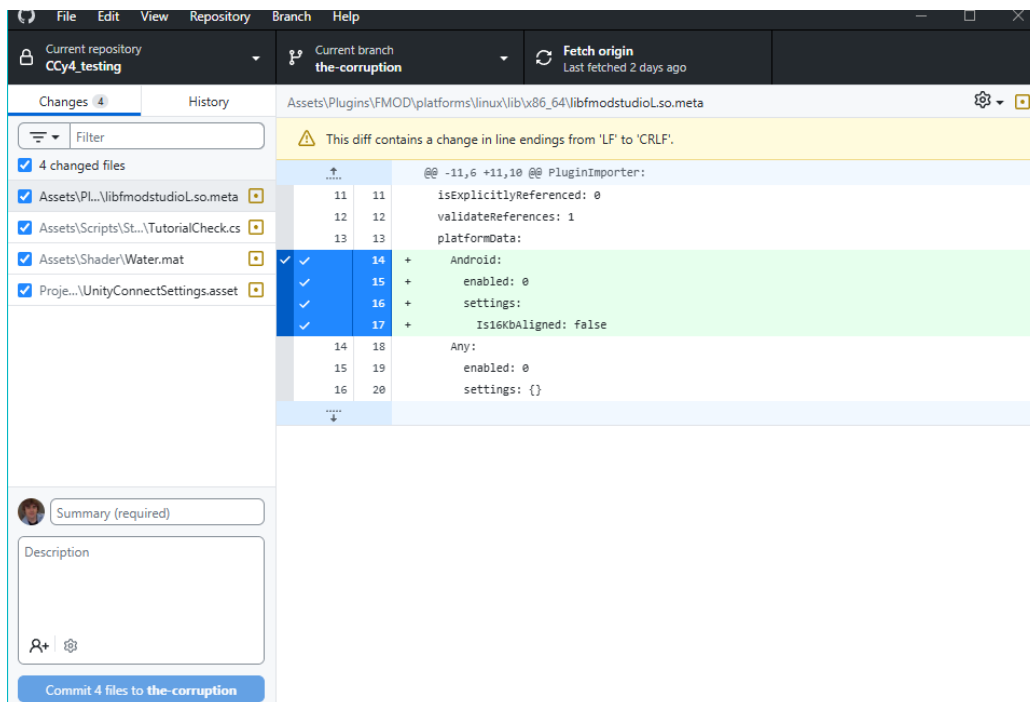 File Edit View Repository Branch Help
Current repository
CCy4_testing
Current branch
the-corruption
Fetch origin
Last fetched 2 days ago
Changes 4 History
Assets\Plugins\FMOD\platforms\linux\lib\x86_64\libfmodstudioL.so.meta
Filter
This diff contains a change in line endings from 'LF' to 'CRLF'.
4 changed files
@@ -11,6 +11,10 @@ PluginImporter:
Assets\Pl...\libfmodstudioL.so.meta
11 11 isExplicitlyReferenced: 0
12 12 validateReferences: 1
Assets\Scripts\St...\TutorialCheck.cs
13 13 platformData:
Assets\Shader\Water.mat
14 + Android:
15 + enabled: 0
Proje...\UnityConnectSettings.asset
16 + settings:
17 + Is16KbAligned: false
14 18 Any:
15 19 enabled: 0
16 20 settings: {}
Summary (required)
Description
Commit 4 files to the-corruption